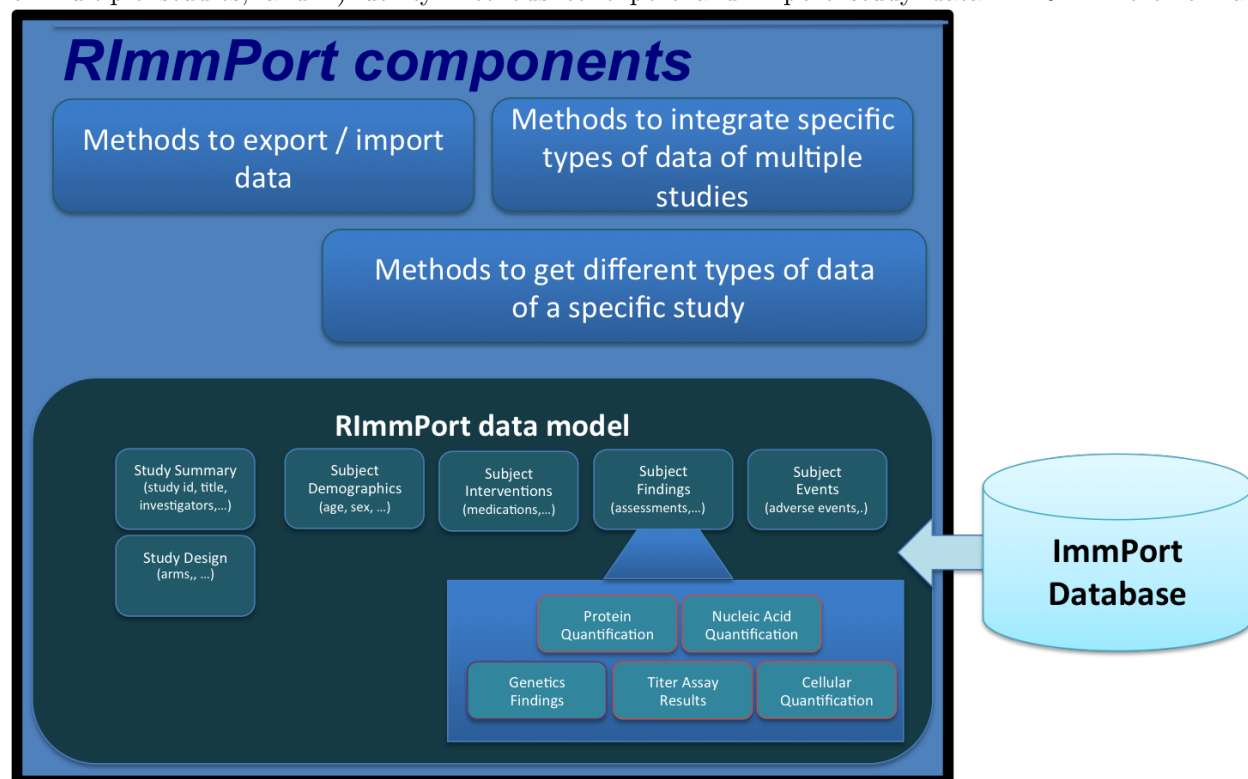 RImmPort components
Methods to export / import
data
Methods to integrate specific
types of data of multiple
studies
Methods to get different types of data
of a specific study
RImmPort data model
Study Summary
(study id, title,
investigators,...)
Subject
Demographics
(age, sex, ...)
Subject
Interventions
(medications,...)
Subject
Findings
(assessments,...)
Subject
Events
(adverse events,.)
Study Design
(arms,, ...)
Protein
Quantification
Nucleic Acid
Quantification
Genetics
Findings
Titer Assay
Results
Cellular
Quantification
ImmPort
Database